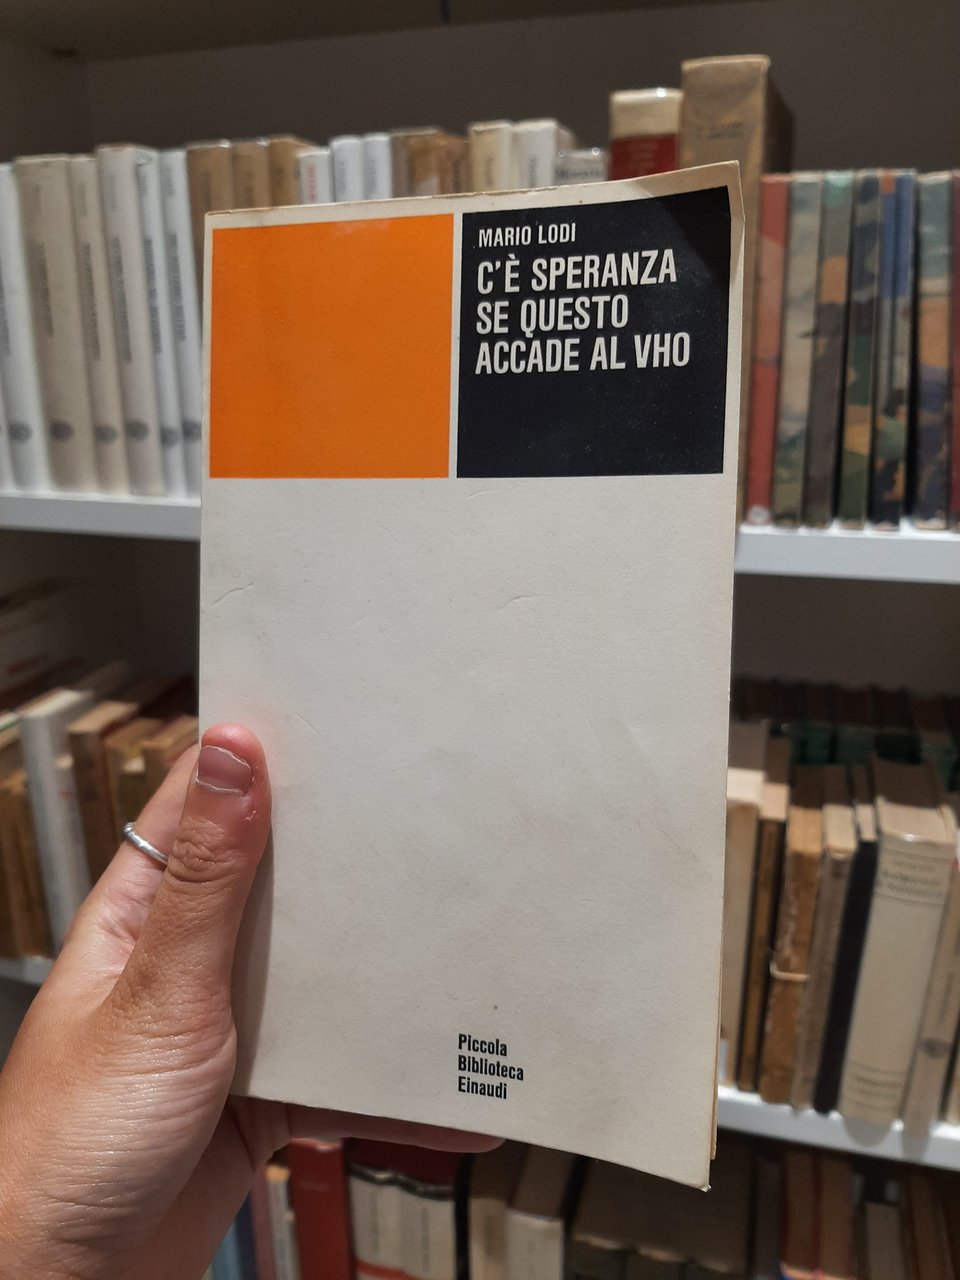 MARIO LODI
C'È SPERANZA
SE QUESTO
ACCADE AL VHO
Piccola
Biblioteca
Einaudi